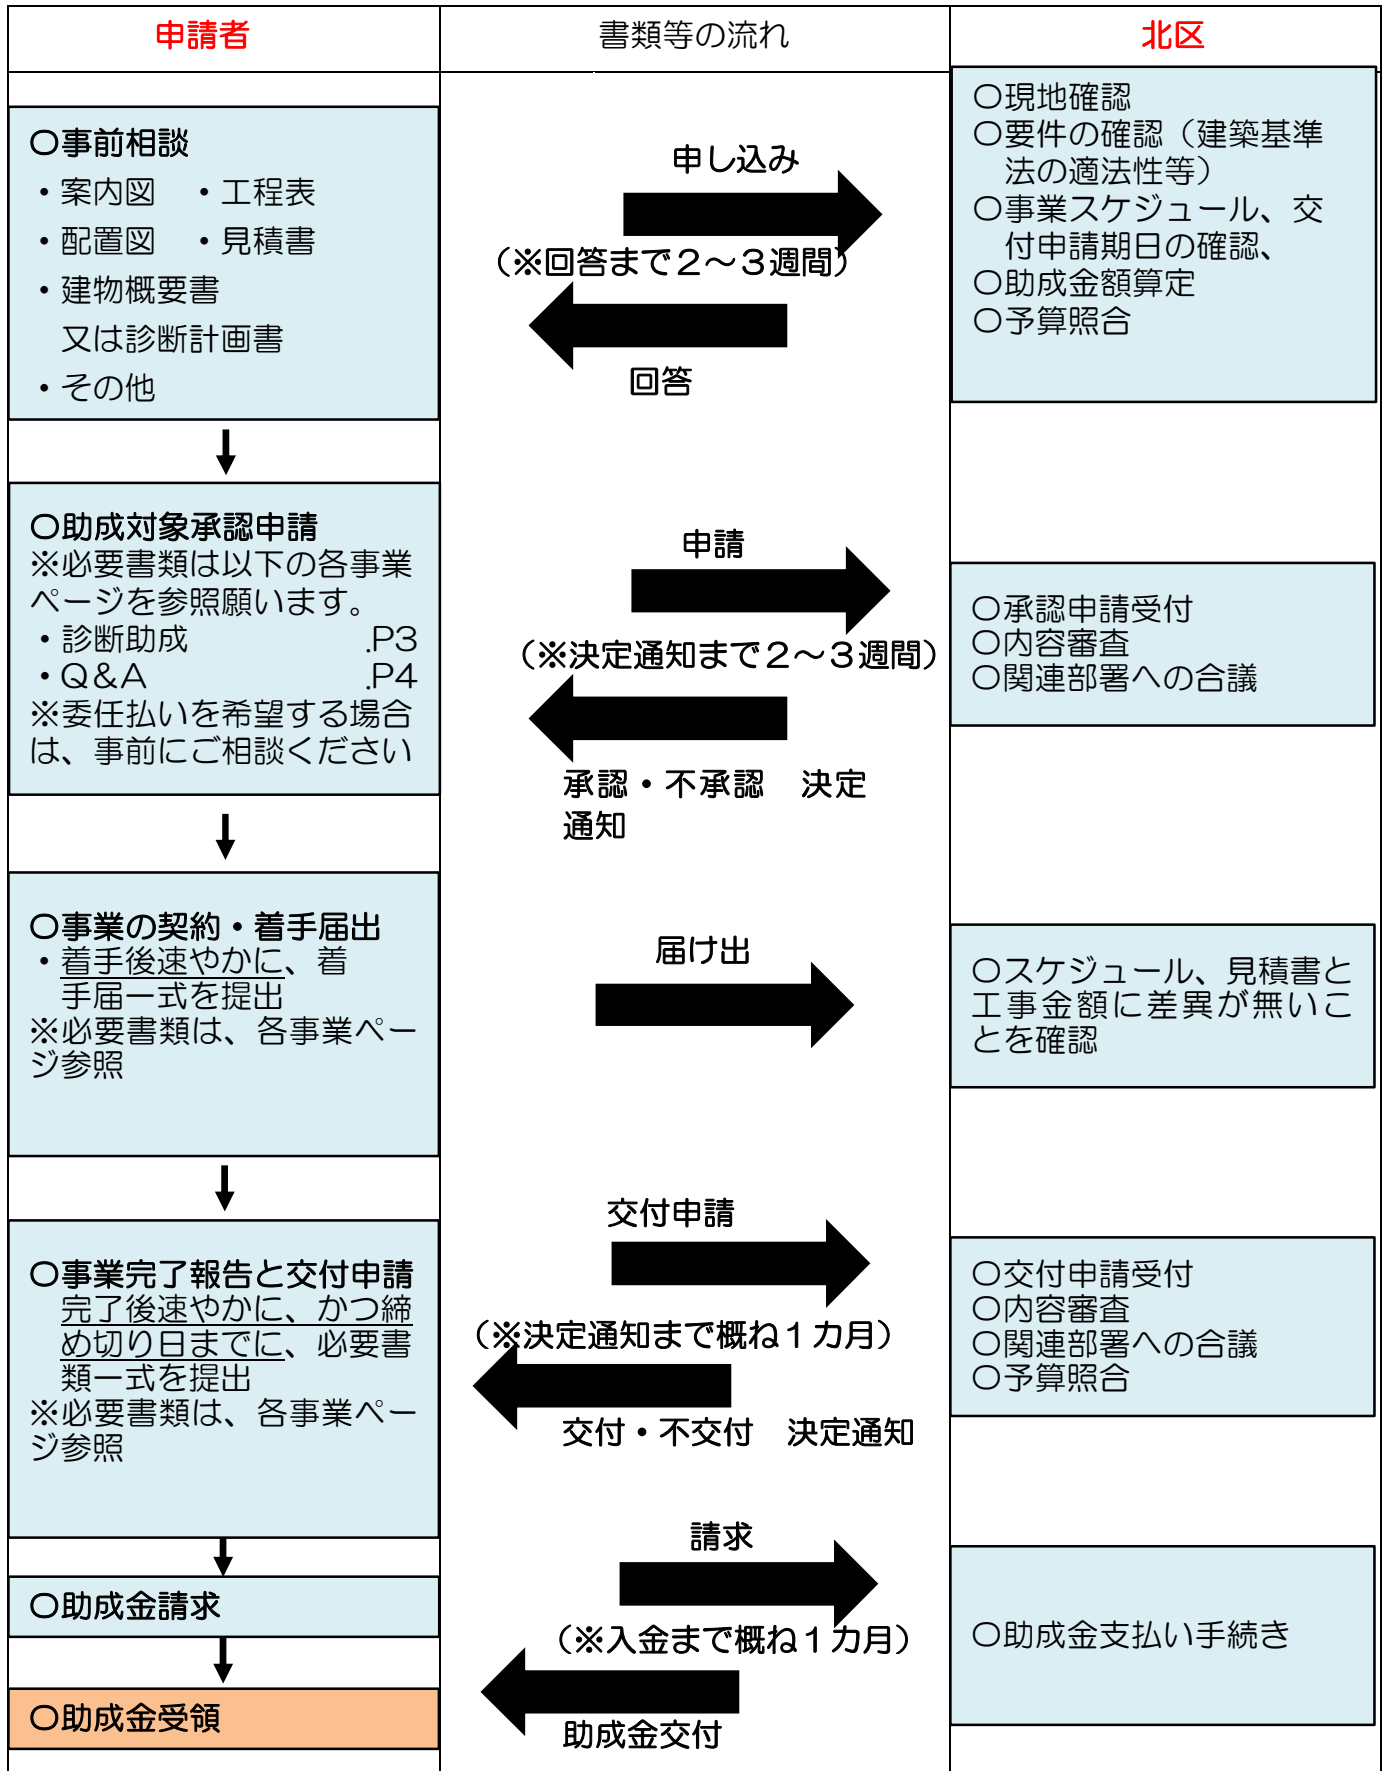 申請者
書類等の流れ
北区
〇事前相談
・案内図　・工程表
・配置図　・見積書
・建物概要書
又は診断計画書
・その他
申し込み
（※回答まで２～３週間）
回答
〇現地確認
〇要件の確認（建築基準
法の適法性等）
〇事業スケジュール、交
付申請期日の確認、
〇助成金額算定
〇予算照合
〇助成対象承認申請
※必要書類は以下の各事業
ページを参照願います。
・診断助成　.P3
・Q＆A　.P4
※委任払いを希望する場合
は、事前にご相談ください
申請
（※決定通知まで２～３週間）
承認・不承認　決定
通知
〇承認申請受付
〇内容審査
〇関連部署への合議
〇事業の契約・着手届出
・着手後速やかに、着
手届一式を提出
※必要書類は、各事業ペー
ジ参照
届け出
〇スケジュール、見積書と
工事金額に差異が無いこ
とを確認
〇事業完了報告と交付申請
完了後速やかに、かつ締
め切り日までに、必要書
類一式を提出
※必要書類は、各事業ペー
ジ参照
交付申請
（※決定通知まで概ね１カ月）
交付・不交付　決定通知
〇交付申請受付
〇内容審査
〇関連部署への合議
〇予算照合
〇助成金請求
請求
（※入金まで概ね１カ月）
助成金交付
〇助成金支払い手続き
〇助成金受領